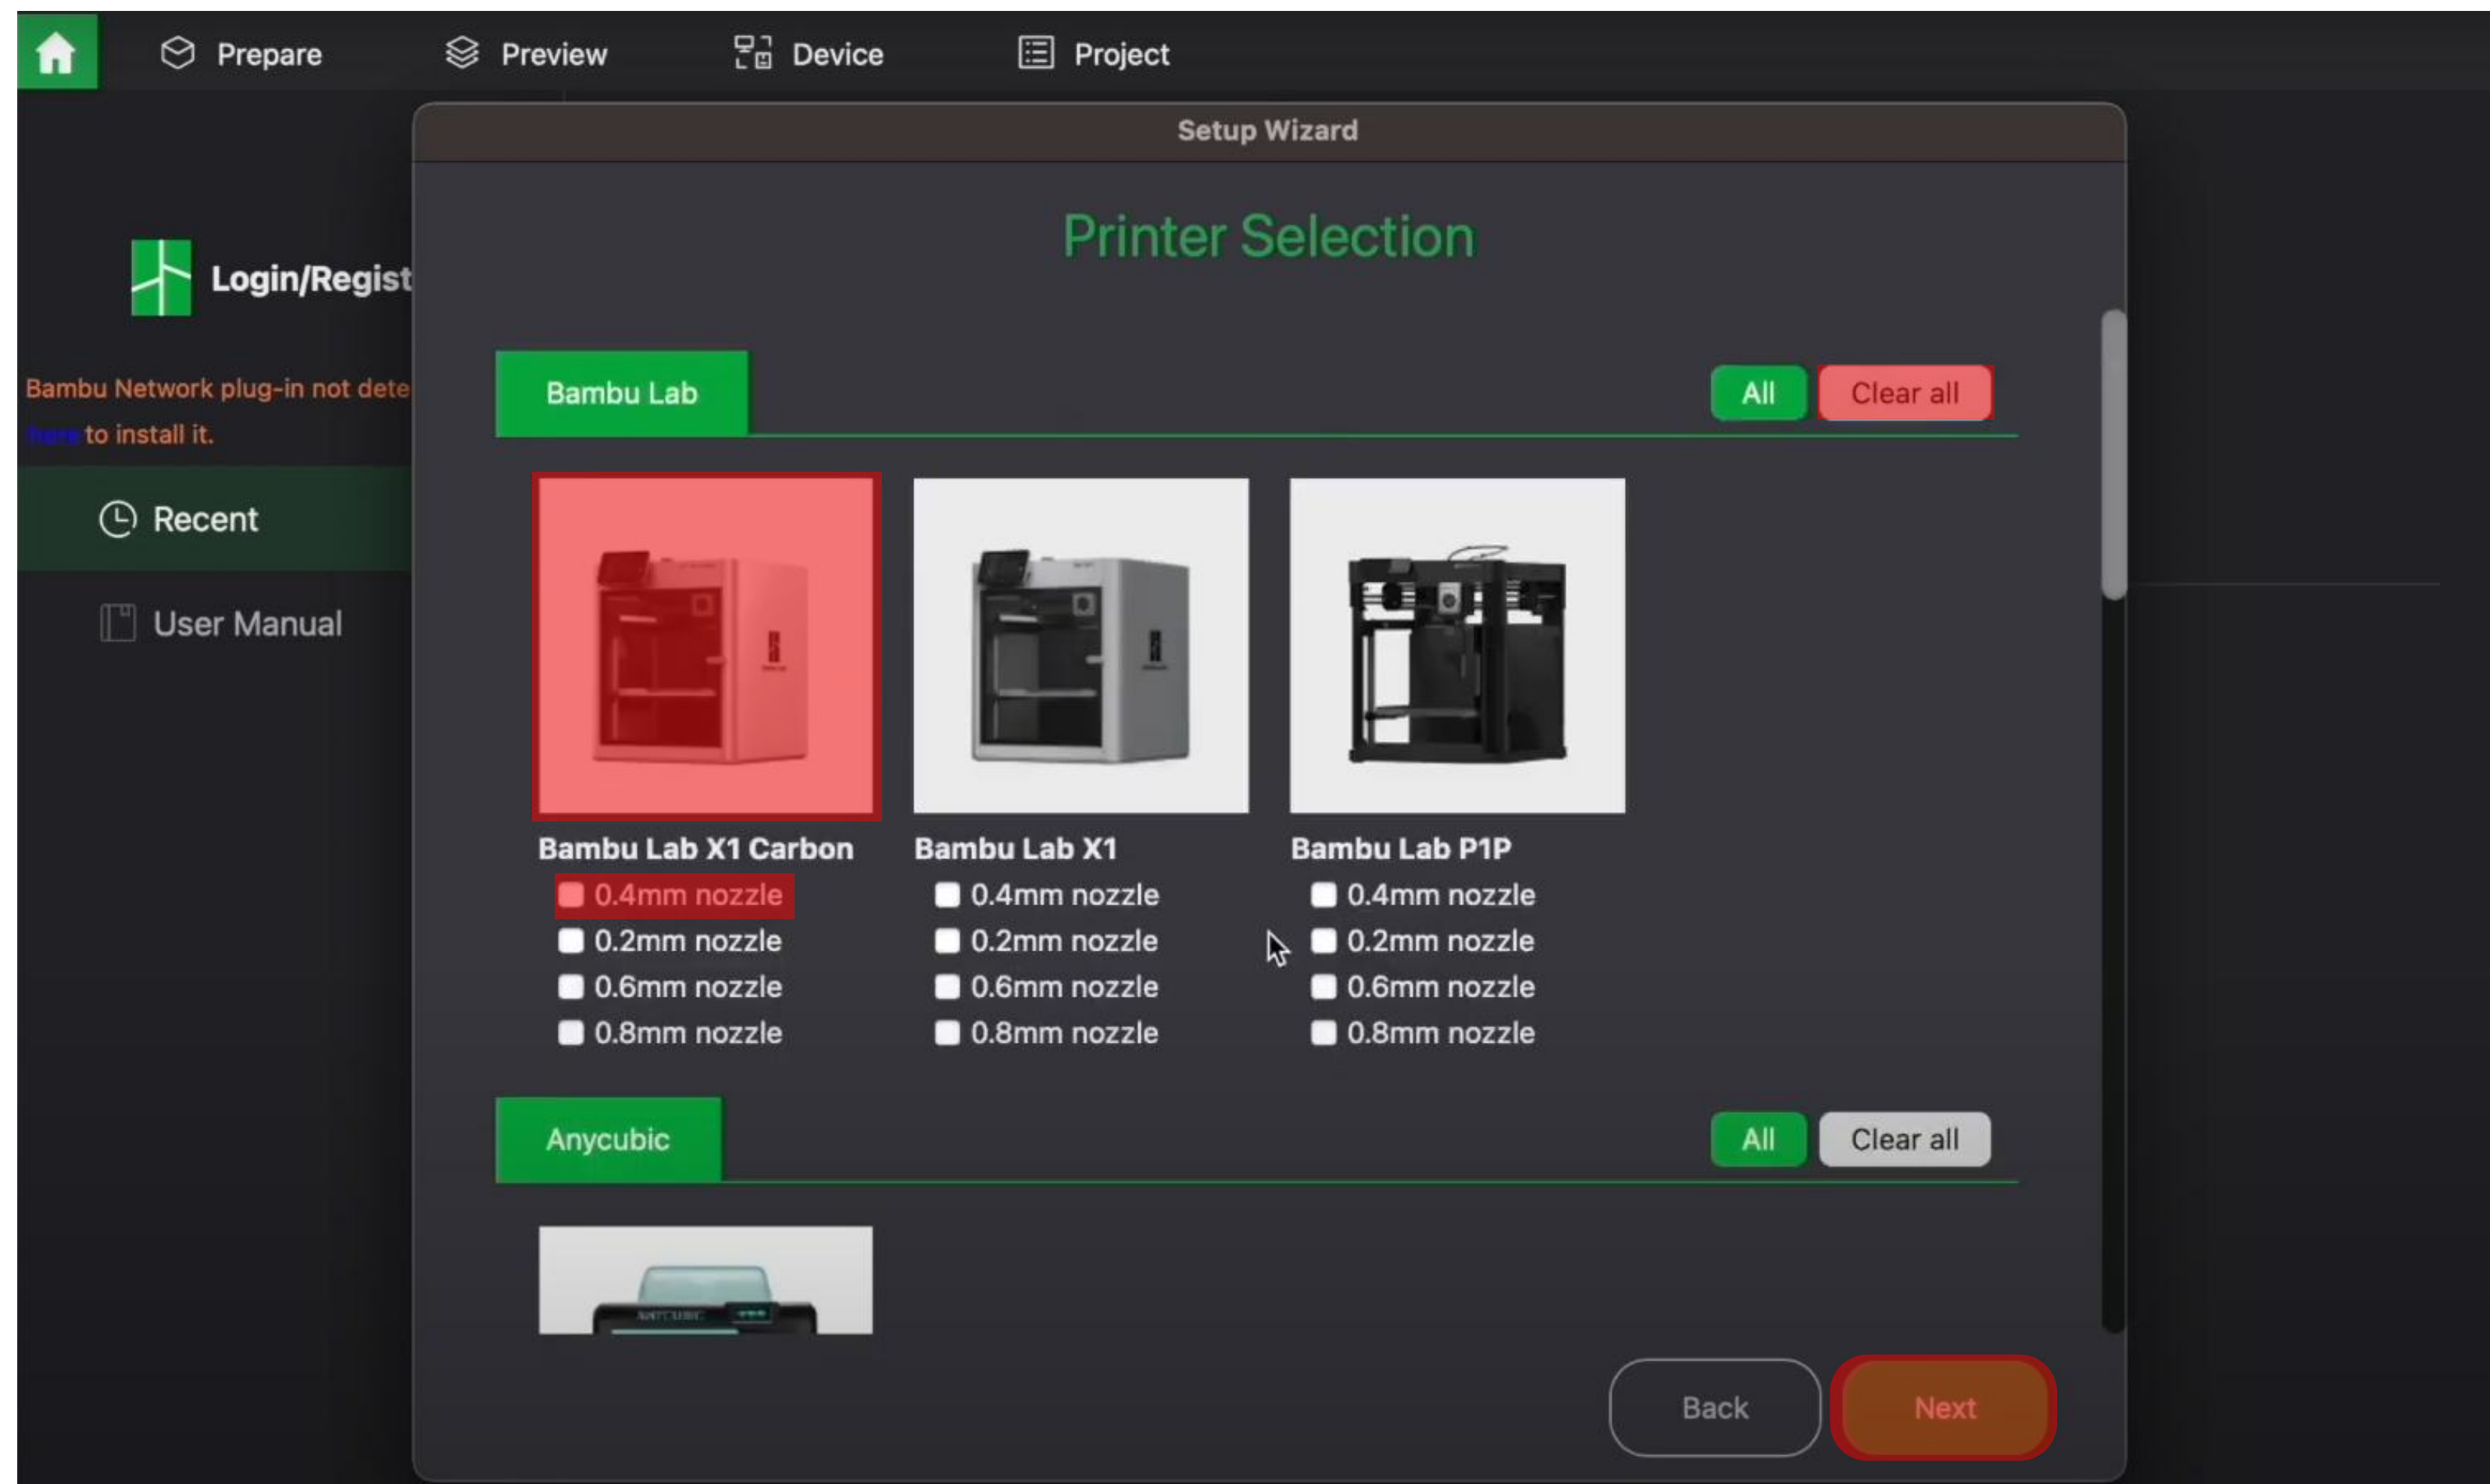 Prepare
Preview
Device
Project
Setup Wizard
Printer Selection
Login/Regist
Bambu Network plug-in not dete
here to install it.
Recent
User Manual
Bambu Lab
All
Clear all
Bambu Lab X1 Carbon
0.4mm nozzle
0.2mm nozzle
0.6mm nozzle
0.8mm nozzle
Bambu Lab X1
0.4mm nozzle
0.2mm nozzle
0.6mm nozzle
0.8mm nozzle
Bambu Lab P1P
0.4mm nozzle
0.2mm nozzle
0.6mm nozzle
0.8mm nozzle
Anycubic
All
Clear all
ANYCUBIC
Back
Next